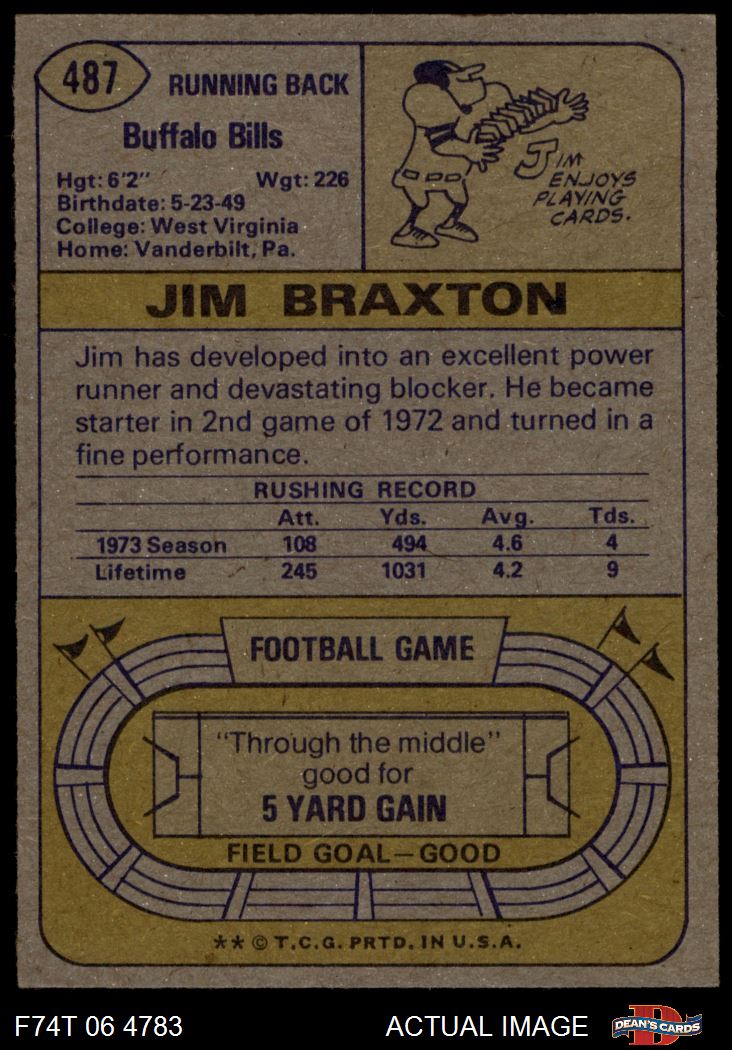 487
RUNNING BACK
Buffalo Bills
Hgt: 6'2" Wgt: 226
Birthdate: 5-23-49
College: West Virginia
Home: Vanderbilt, Pa.
JIM
ENJOYS
PLAYING
CARDS.
JIM BRAXTON
Jim has developed into an excellent power
runner and devastating blocker. He became
starter in 2nd game of 1972 and turned in a
fine performance.
RUSHING RECORD
Att. Yds. Avg. Tds.
1973 Season 108 494 4.6 4
Lifetime 245 1031 4.2 9
FOOTBALL GAME
"Through the middle"
good for
5 YARD GAIN
FIELD GOAL—GOOD
** © T.C.G. PRTD. IN U.S.A.
F74T 06 4783 ACTUAL IMAGE
D
DEAN'S CARDS